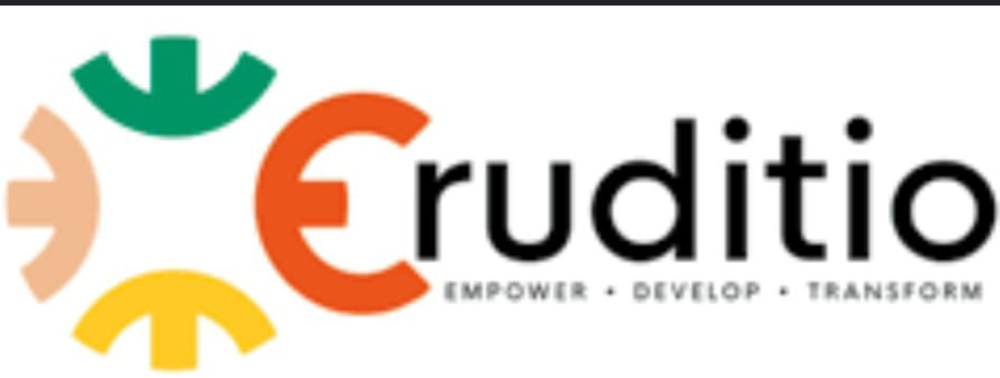 Eruditio
EMPOWER • DEVELOP • TRANSFORM